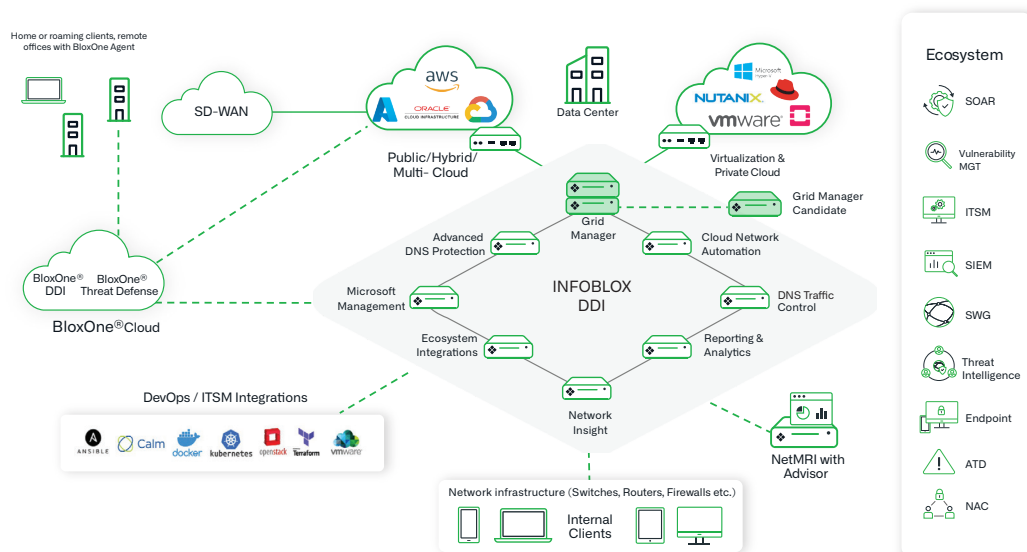 Home or roaming clients, remote
offices with BloxOne Agent
SD-WAN
aws
ORACLE
CLOUD INFRASTRUCTURE
Public/Hybrid/
Multi- Cloud
Data Center
Microsoft
Hyper-V
NUTANIX
vmware
Virtualization &
Private Cloud
Grid Manager
Candidate
Grid
Manager
Advanced
DNS Protection
Cloud Network
Automation
BloxOne®
DDI
BloxOne®
Threat Defense
BloxOne®Cloud
Microsoft
Management
INFOBLOX
DDI
DNS Traffic
Control
Ecosystem
Integrations
Reporting &
Analytics
Network
Insight
DevOps / ITSM Integrations
A
ANSIBLE
Calm
docker
kubernetes
openstack
Terraform
vmware
NetMRI with
Advisor
Network infrastructure (Switches, Routers, Firewalls etc.)
Internal
Clients
Ecosystem
SOAR
Vulnerability
MGT
ITSM
SIEM
SWG
Threat
Intelligence
Endpoint
ATD
NAC